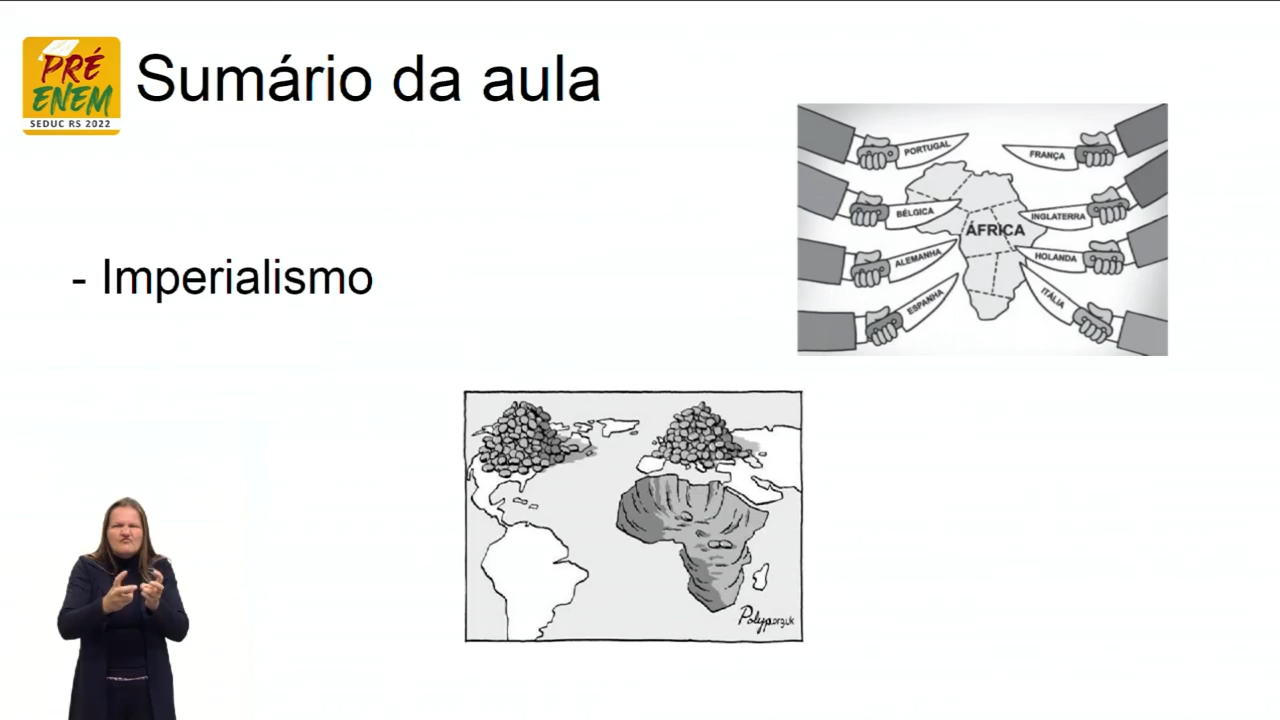 PRÉ
ENEM
SEDUC RS 2022
Sumário da aula
- Imperialismo
PORTUGAL
FRANÇA
BÉLGICA
INGLATERRA
ÁFRICA
ALEMANHA
HOLANDA
ESPANHA
ITÁLIA
Polyp.org.uk